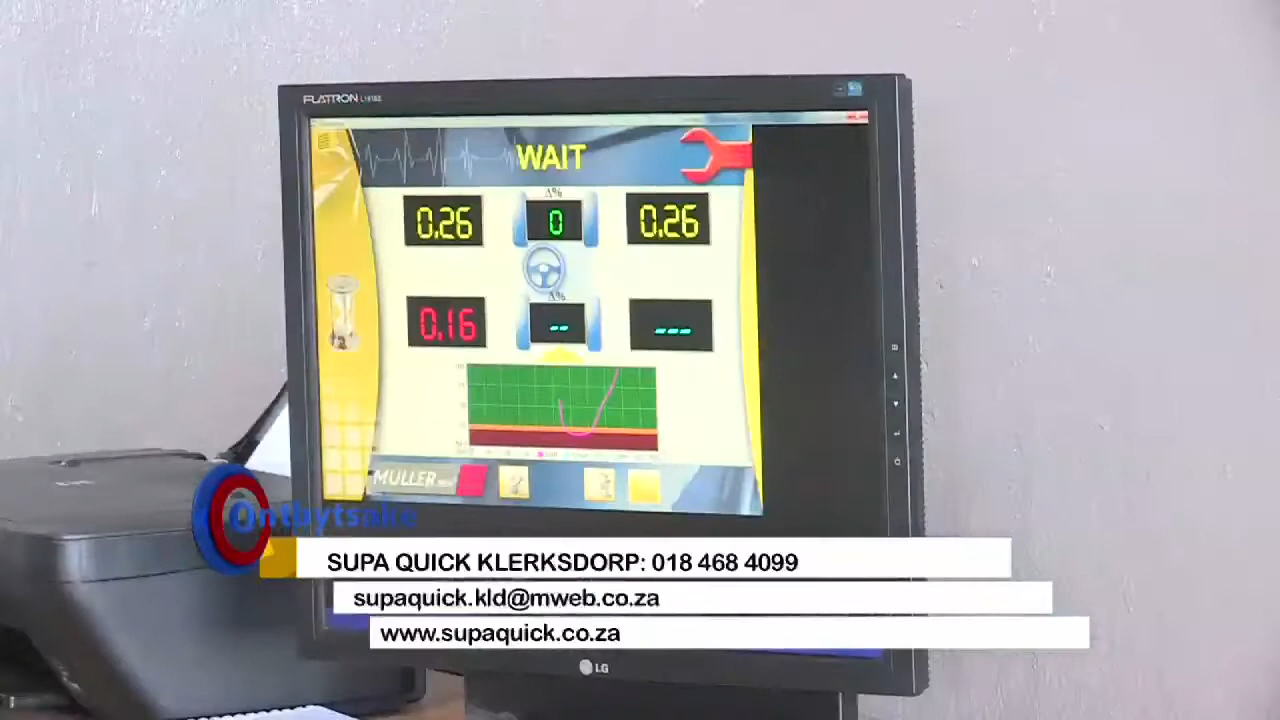 FLATRON
WAIT
Δ%
0.26
0
0.26
Δ%
0.16
--
---
MULLER
Ontbytsake
SUPA QUICK KLERKSDORP: 018 468 4099
supaquick.kld@mweb.co.za
www.supaquick.co.za
LG